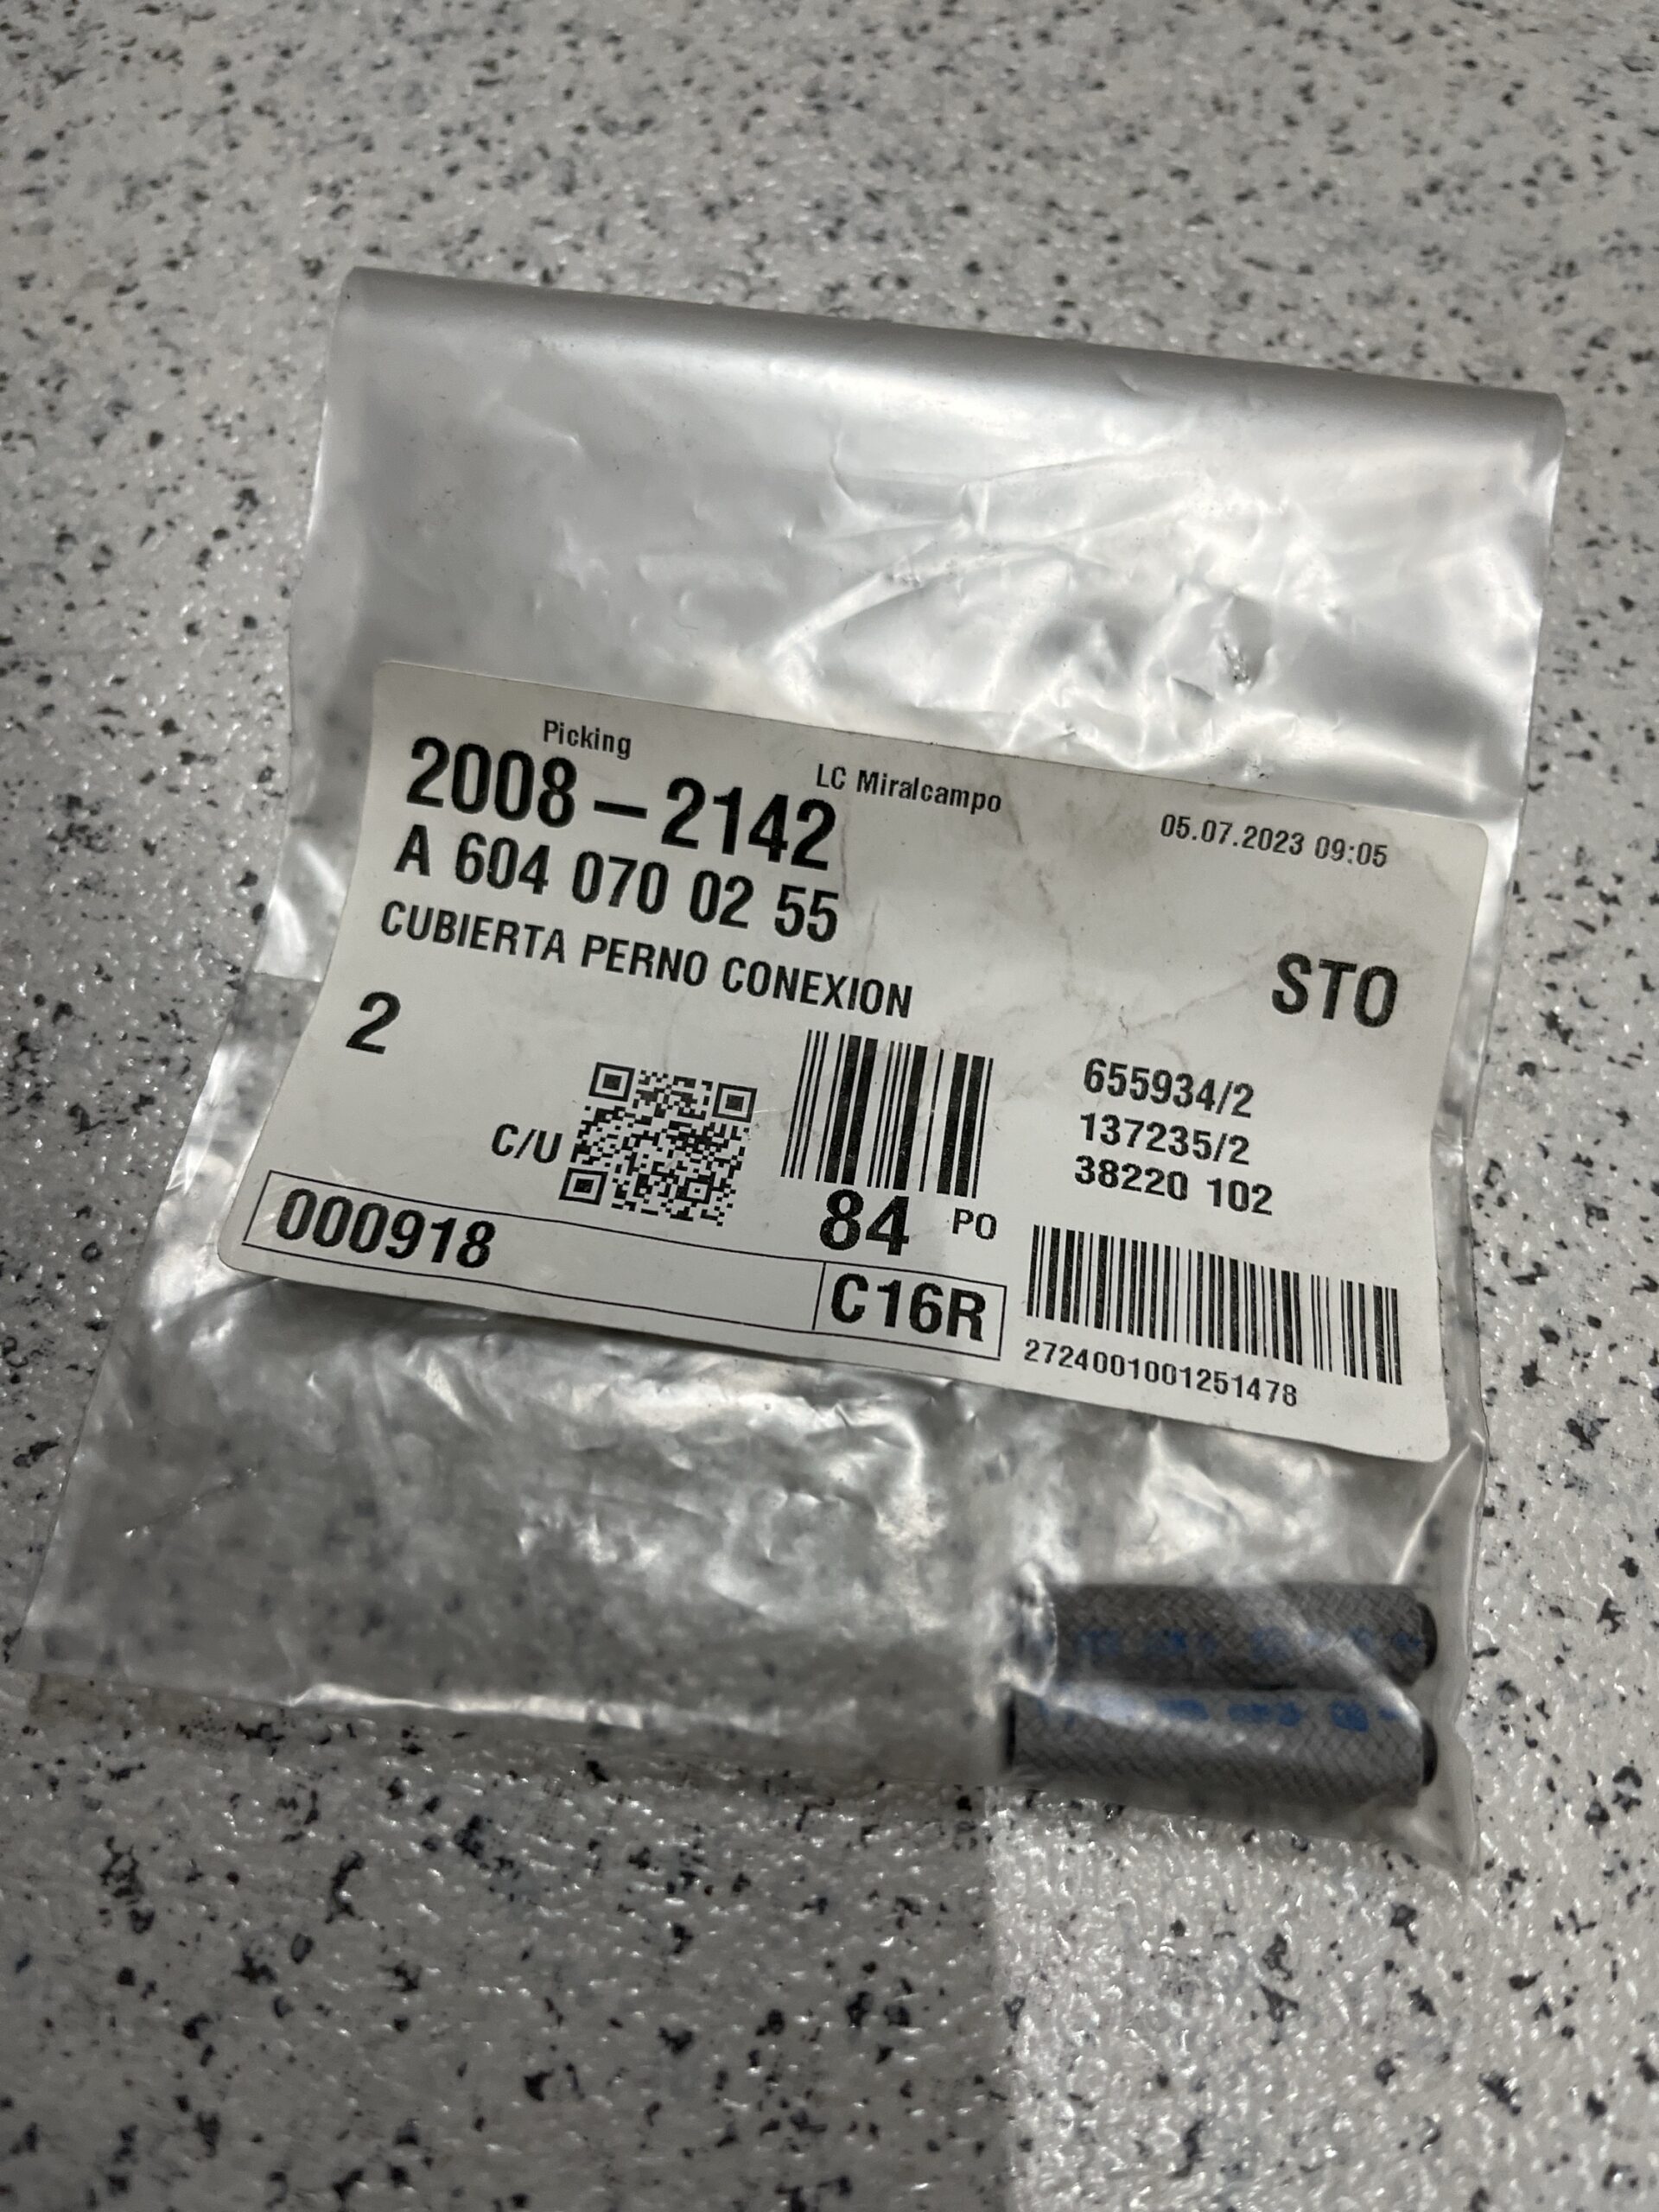 Picking
2008-2142
LC Miralcampo
05.07.2023 09:05
A 604 070 02 55
CUBIERTA PERNO CONEXION
STO
2
655934/2
137235/2
38220 102
C/U
84 PO
000918
C16R
2724001001251478